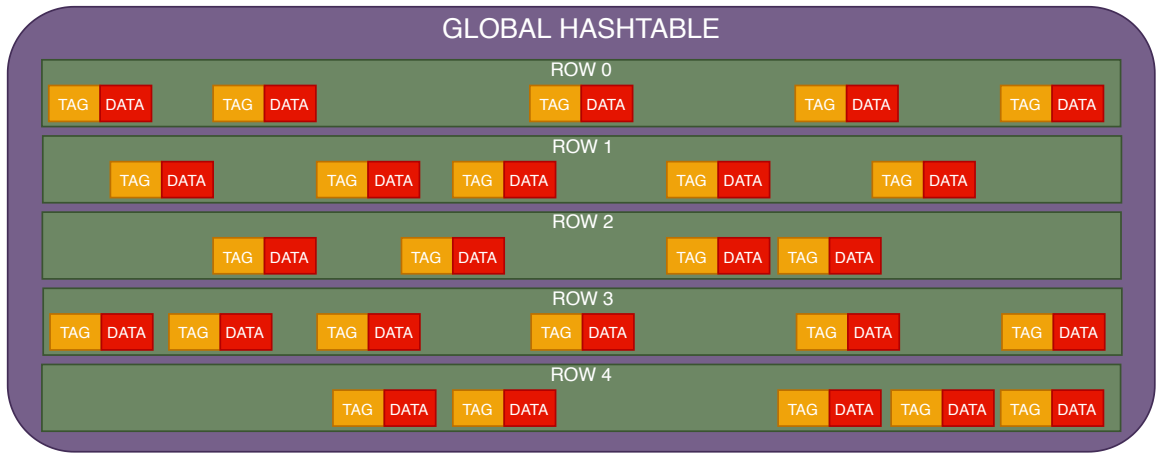 GLOBAL HASHTABLE
ROW 0
TAG DATA TAG DATA TAG DATA TAG DATA TAG DATA
ROW 1
TAG DATA TAG DATA TAG DATA TAG DATA TAG DATA
ROW 2
TAG DATA TAG DATA TAG DATA TAG DATA
ROW 3
TAG DATA TAG DATA TAG DATA TAG DATA TAG DATA TAG DATA
ROW 4
TAG DATA TAG DATA TAG DATA TAG DATA TAG DATA